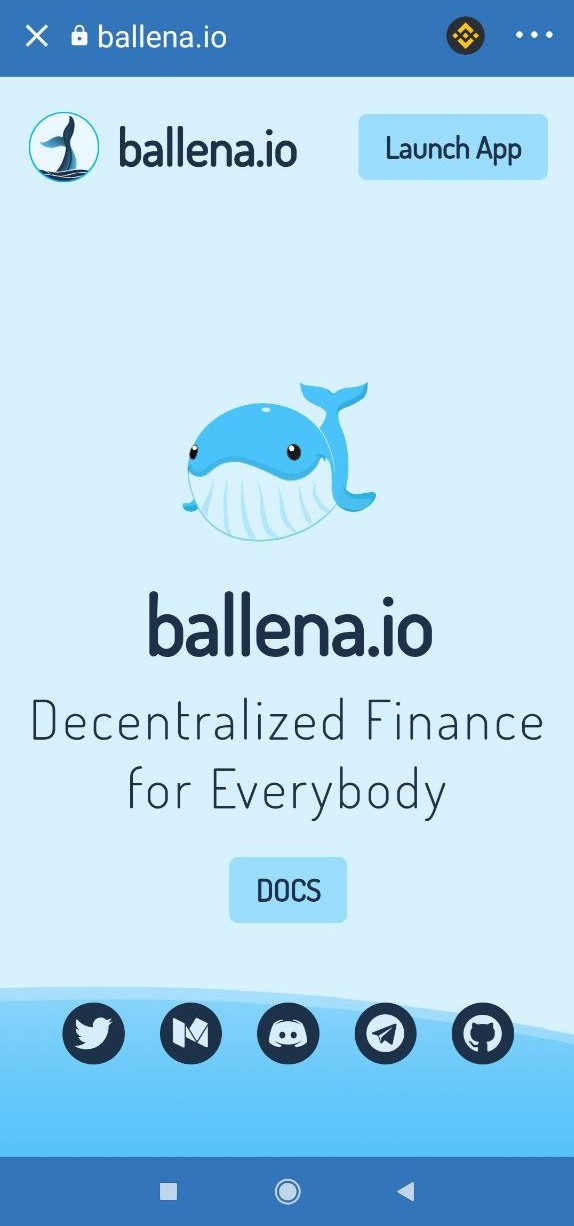 ballena.io
ballena.io
Launch App
ballena.io
Decentralized Finance
for Everybody
DOCS